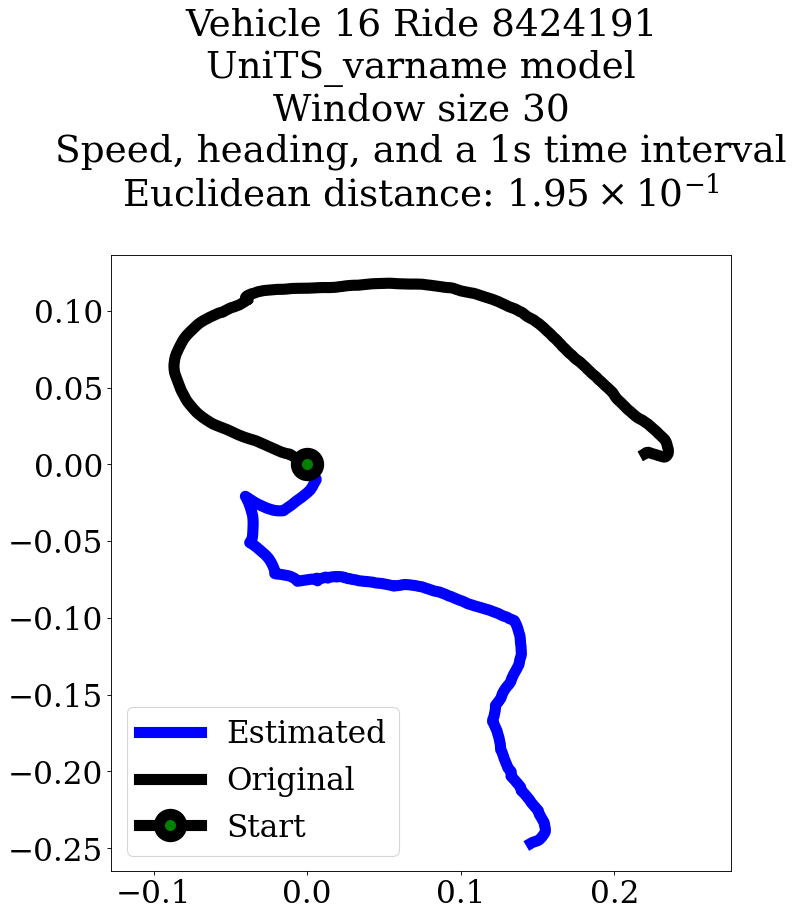 Vehicle 16 Ride 8424191
UniTS_varname model
Window size 30
Speed, heading, and a 1s time interval
Euclidean distance: 1.95 × 10⁻¹
0.10
0.05
0.00
−0.05
−0.10
−0.15
−0.20
−0.25
Estimated
Original
Start
−0.1
0.0
0.1
0.2